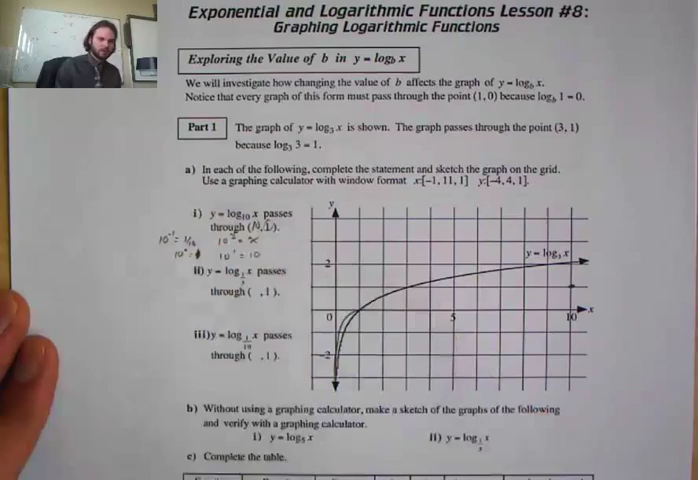 Exponential and Logarithmic Functions Lesson #8:
Graphing Logarithmic Functions
Exploring the Value of b in y = log_b x
We will investigate how changing the value of b affects the graph of y = log_b x.
Notice that every graph of this form must pass through the point (1, 0) because log_b 1 = 0.
Part 1 The graph of y = log_3 x is shown. The graph passes through the point (3, 1)
because log_3 3 = 1.
a) In each of the following, complete the statement and sketch the graph on the grid.
Use a graphing calculator with window format x:[-1, 11, 1] y:[-4, 4, 1].
i) y = log_10 x passes
through ( , 1).
10^-1 = 1/10
10^1 = 10
ii) y = log_1/3 x passes
through ( , 1).
iii) y = log_1/10 x passes
through ( , 1).
y
y = log_3 x
2
0 5 10 x
-2
b) Without using a graphing calculator, make a sketch of the graphs of the following
and verify with a graphing calculator.
i) y = log_5 x ii) y = log_1/5 x
c) Complete the table.